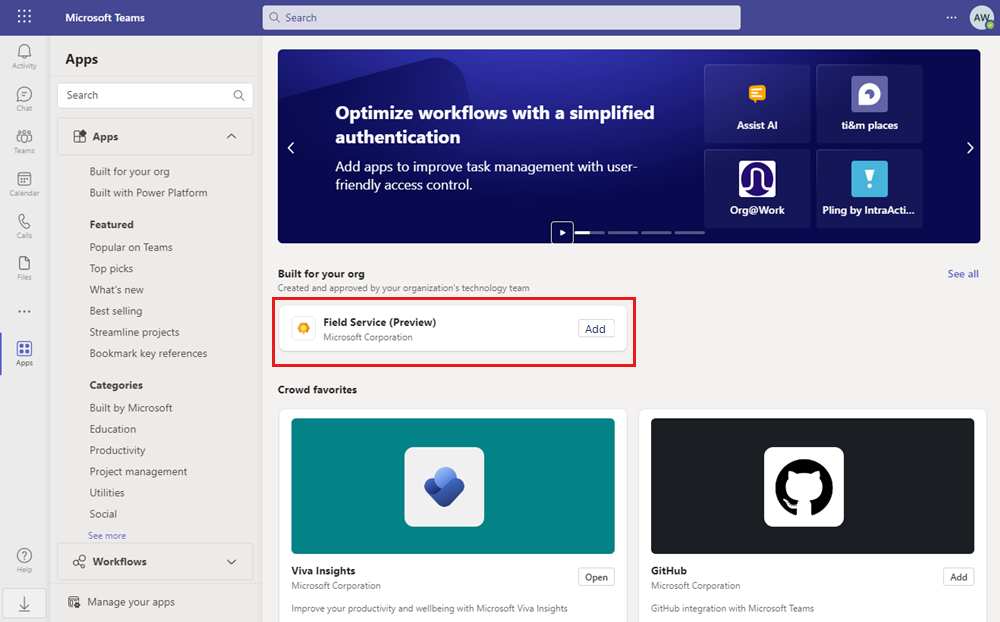 Microsoft Teams
Search
AW
Activity
Chat
Teams
Calendar
Calls
Files
Apps
Help
Apps
Search
Apps
Built for your org
Built with Power Platform
Featured
Popular on Teams
Top picks
What's new
Best selling
Streamline projects
Bookmark key references
Categories
Built by Microsoft
Education
Productivity
Project management
Utilities
Social
See more
Workflows
Manage your apps
Optimize workflows with a simplified
authentication
Add apps to improve task management with user-
friendly access control.
Assist AI
ti&m places
Org@Work
Pling by IntraActi...
Built for your org
See all
Created and approved by your organization's technology team
Field Service (Preview)
Microsoft Corporation
Add
Crowd favorites
Viva Insights
Microsoft Corporation
Open
Improve your productivity and wellbeing with Microsoft Viva Insights
GitHub
Microsoft Corporation
Add
GitHub integration with Microsoft Teams